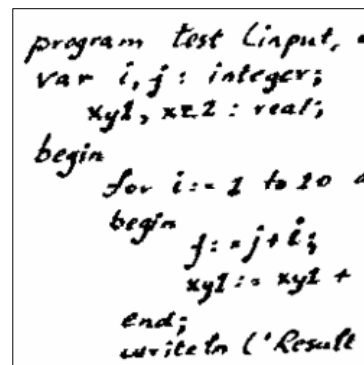 program test (input,
var i, j : integer;
xy1, xz2 : real;
begin
for i := 1 to 10
begin
j := j + i;
xy1 := xy1 +
end;
writeln ('Result